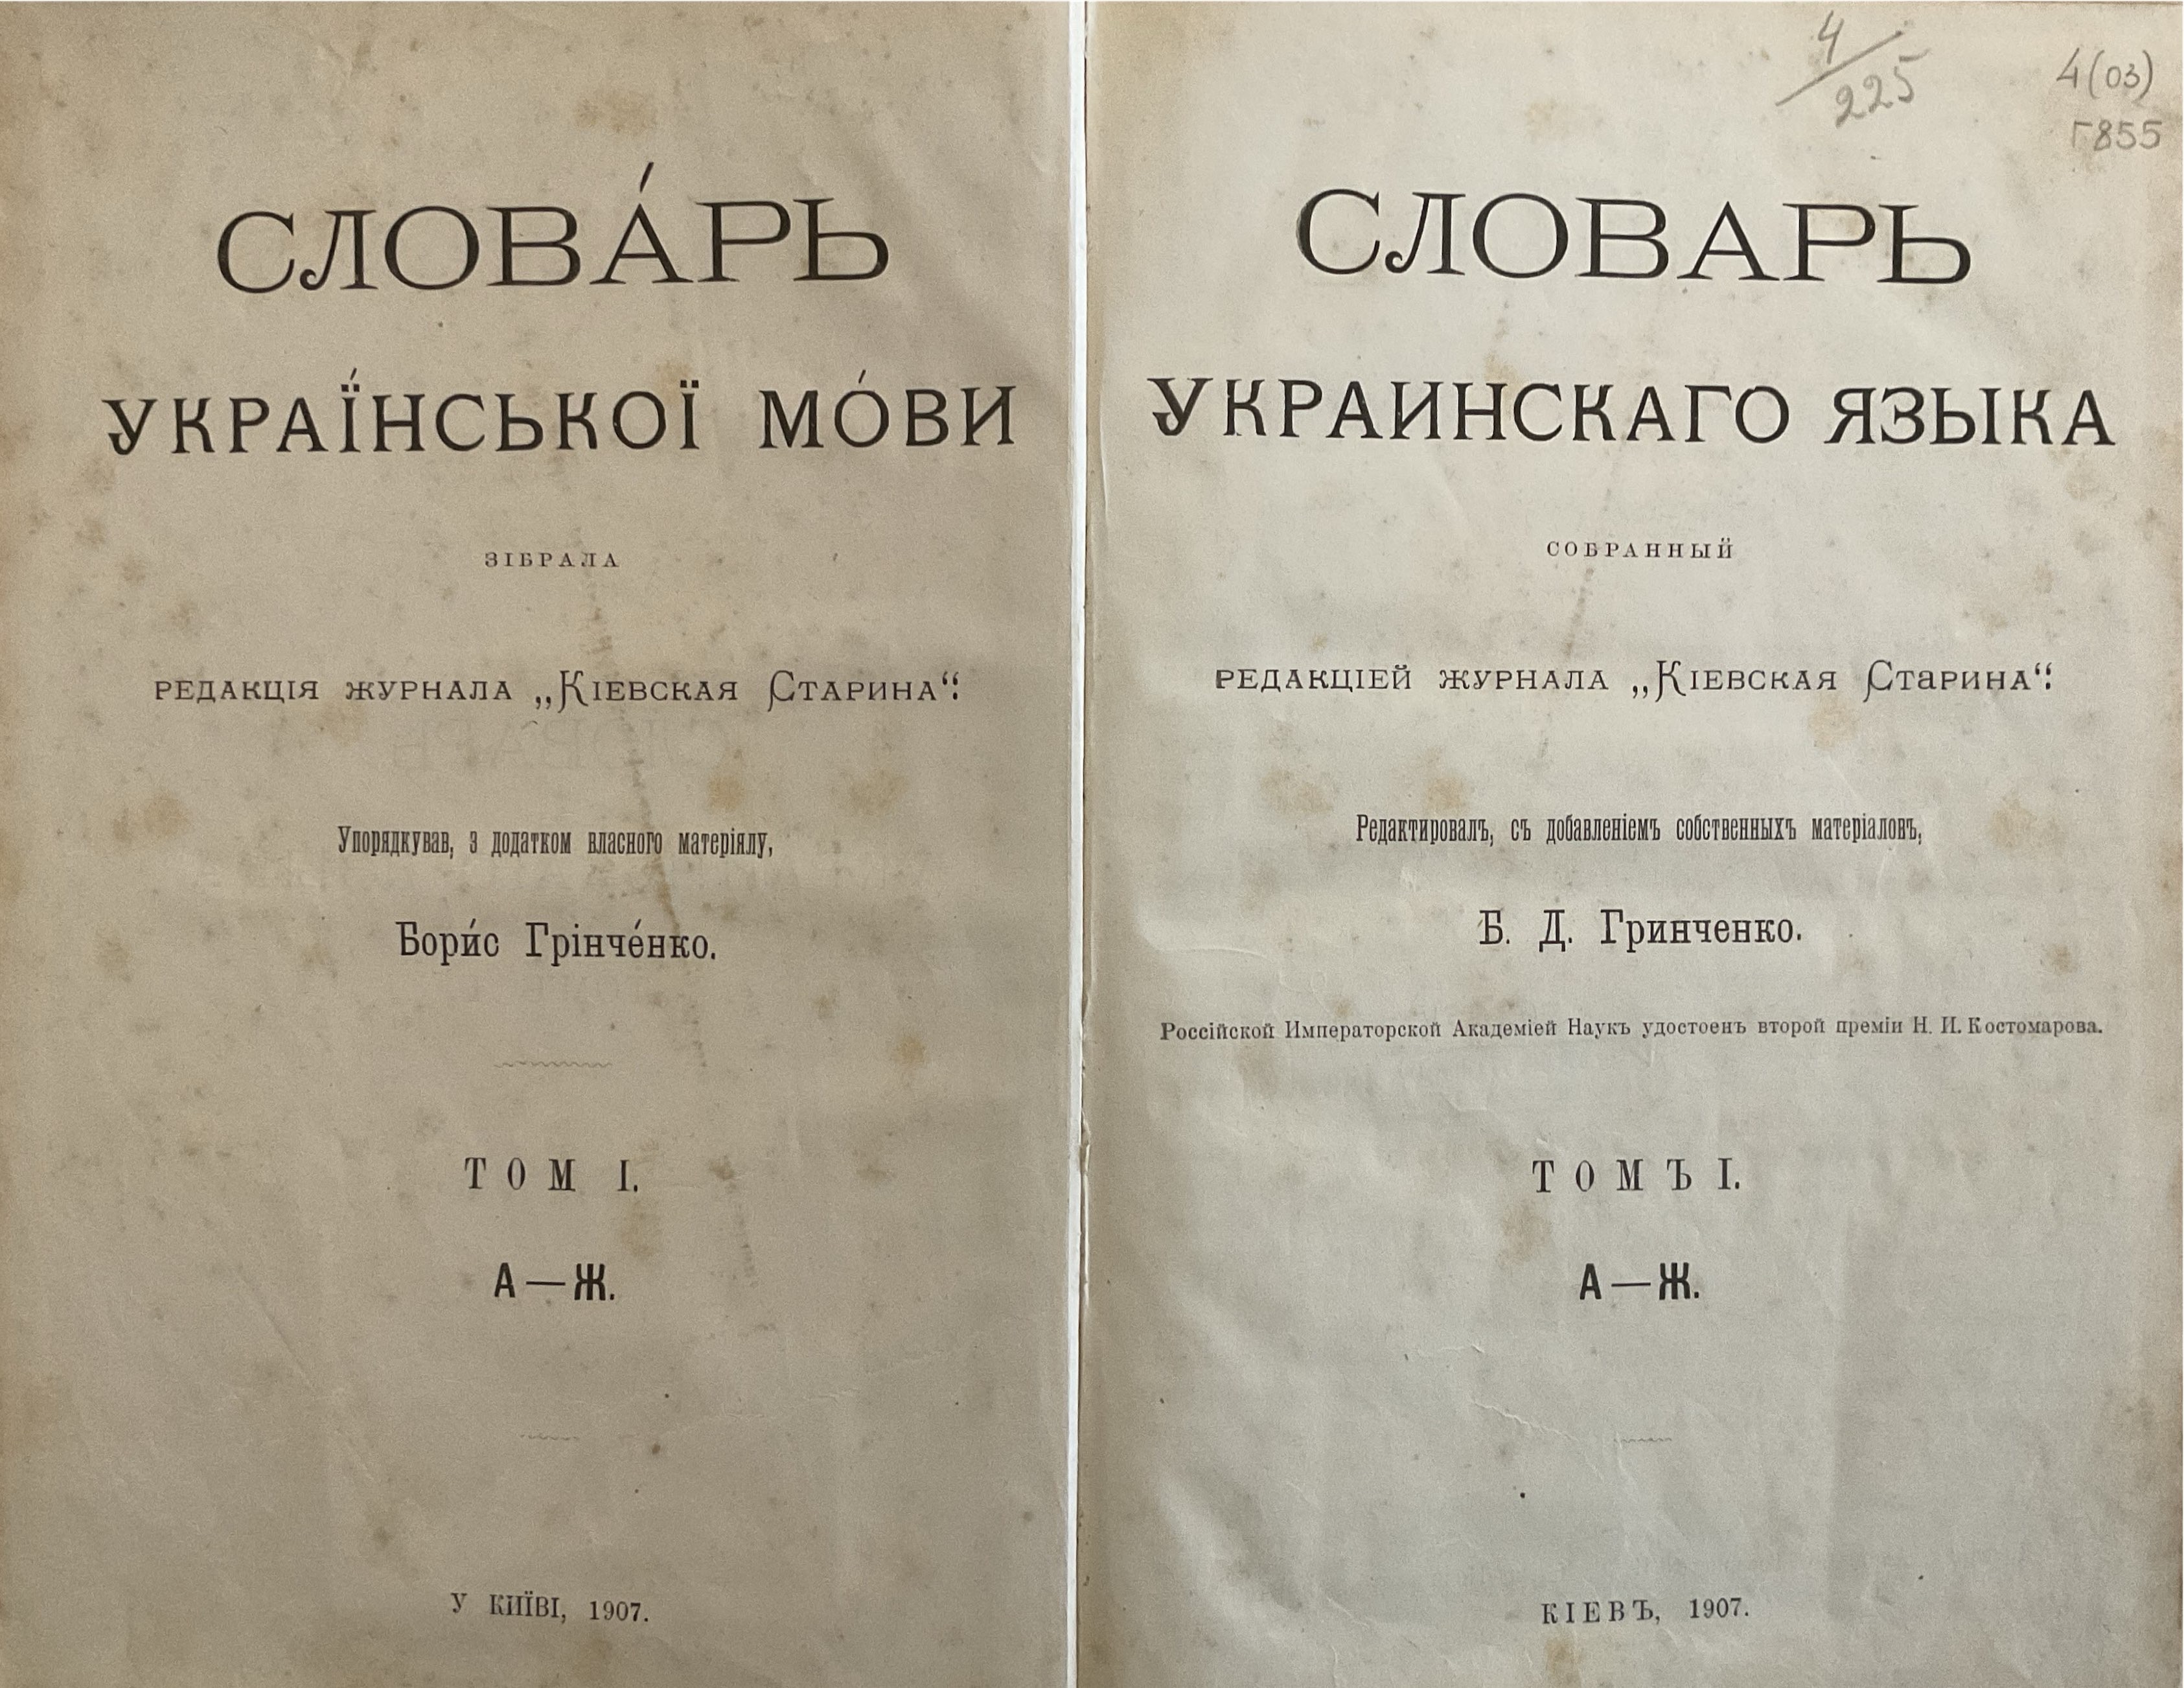 СЛОВА́РЬ
УКРАЇ́НСЬКОЇ МО́ВИ
ЗІБРАЛА
РЕДАКЦІЯ ЖУРНАЛА „КІЕВСКАЯ СТАРИНА“.
Упорядкував, з додатком власного матеріялу,
Бори́с Грінче́нко.
ТОМ I.
А—Ж.
У КИЇВІ, 1907.
4/225
4(03)
Г855
СЛОВАРЬ
УКРАИНСКАГО ЯЗЫКА
СОБРАННЫЙ
РЕДАКЦІЕЙ ЖУРНАЛА „КІЕВСКАЯ СТАРИНА“.
Редактировалъ, съ добавленіемъ собственныхъ матеріаловъ,
Б. Д. Гринченко.
Россійской Императорской Академіей Наукъ удостоенъ второй преміи Н. И. Костомарова.
ТОМЪ I.
А—Ж.
КІЕВЪ, 1907.